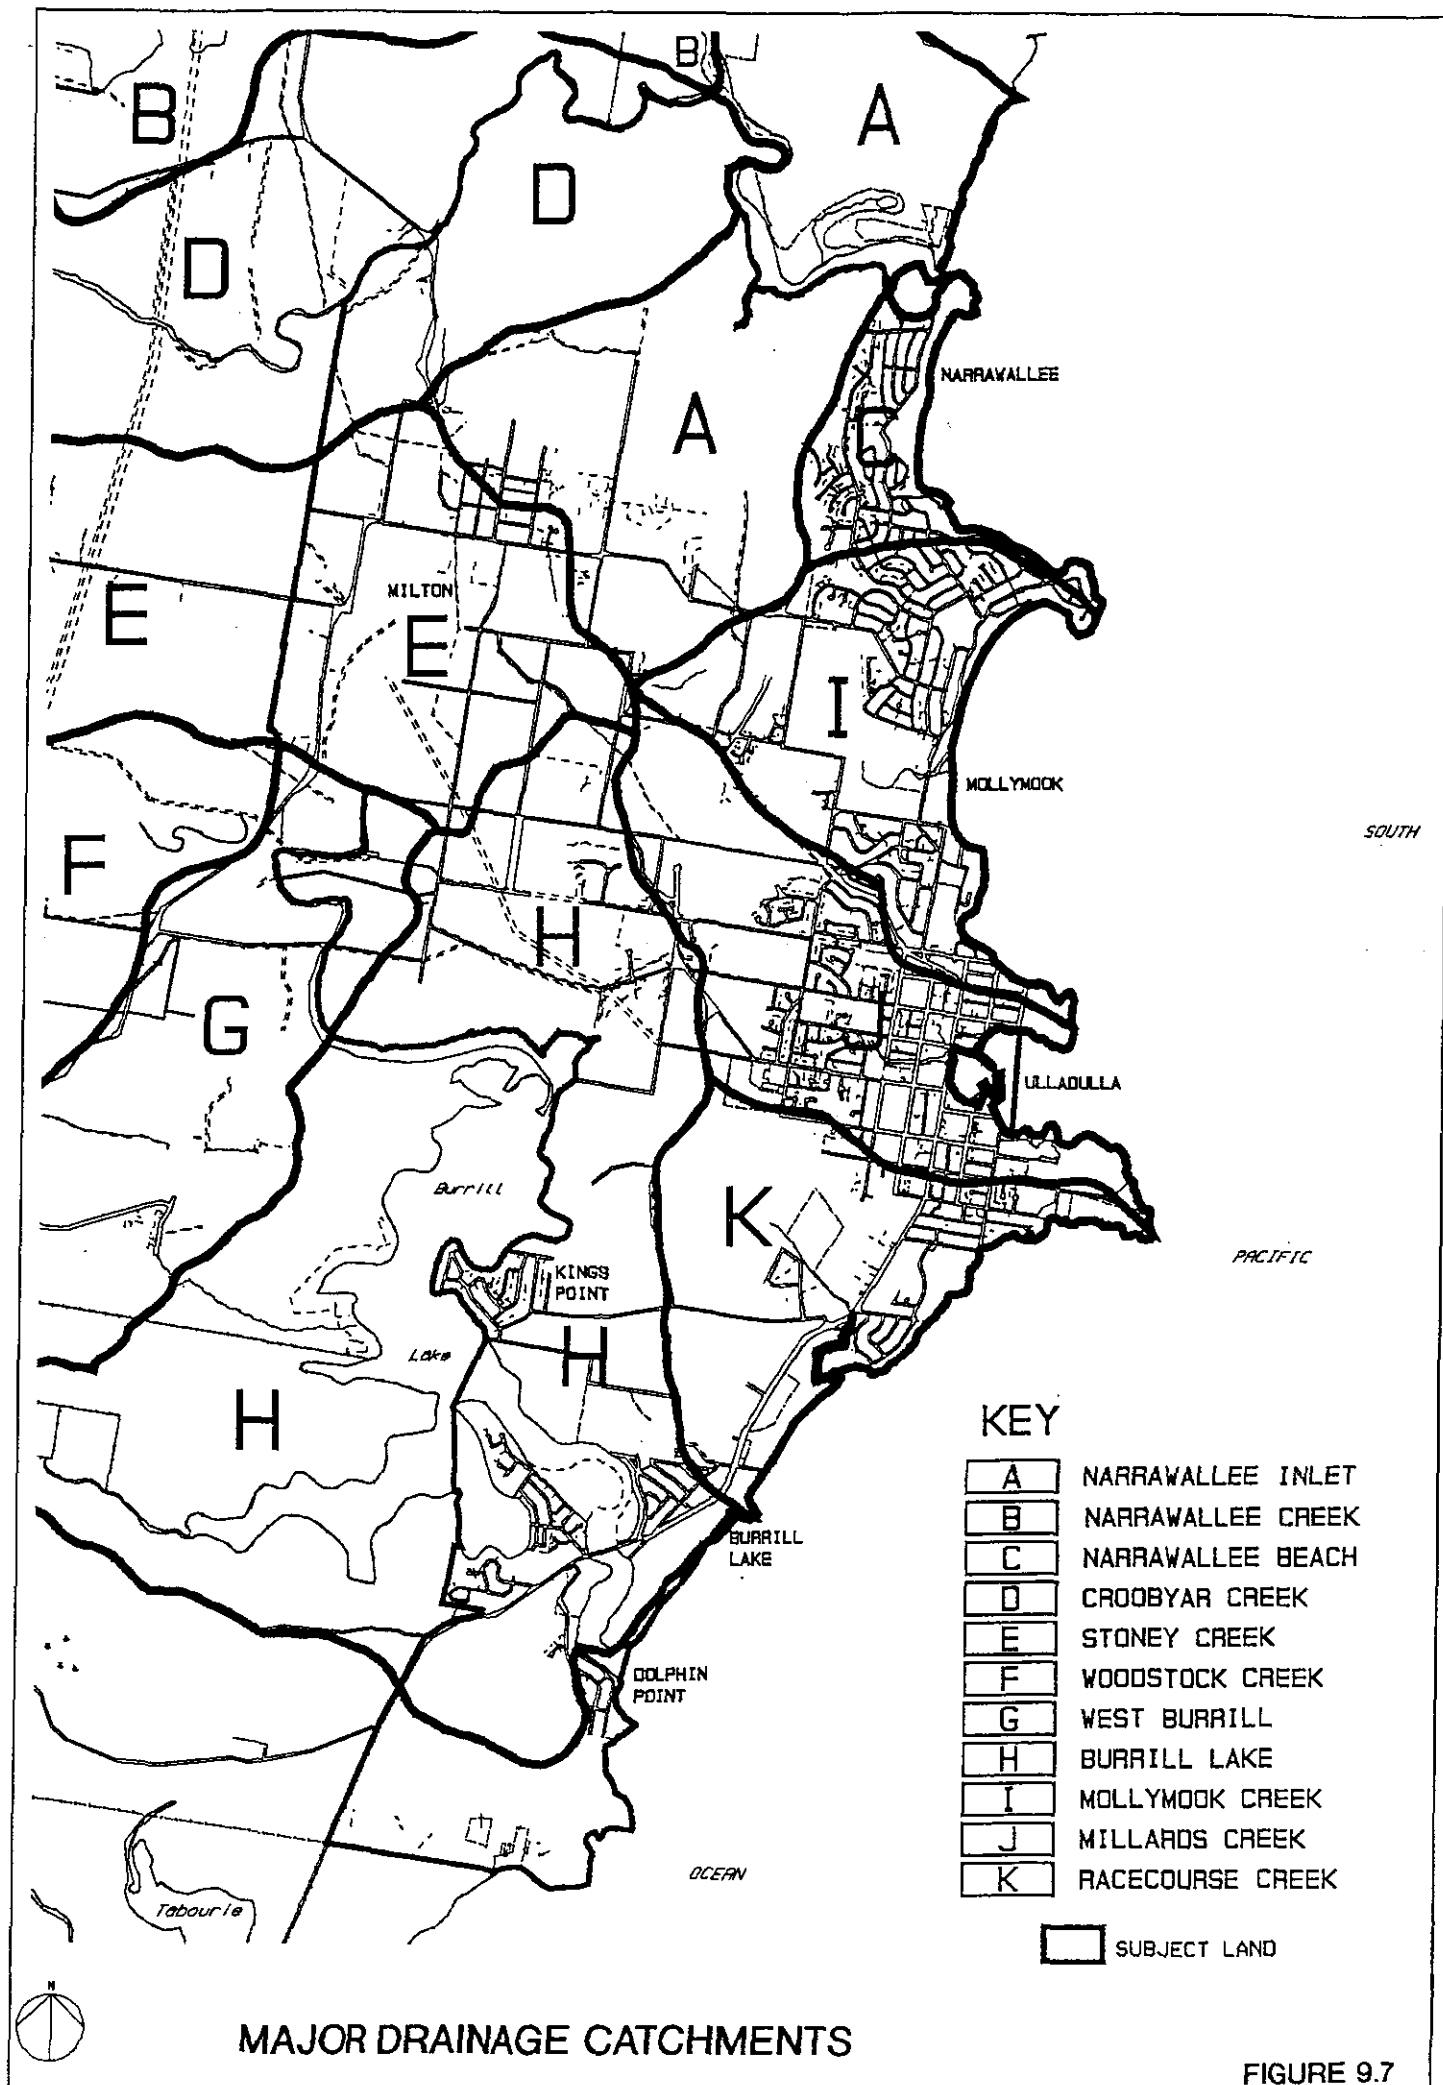 B
B
A
D
D
NARRAWALLEE
C
A
E
MILTON
E
I
MOLLYMOOK
SOUTH
F
H
J
G
ULLADULLA
Burrill
K
KINGS
POINT
PACIFIC
Lake
H
H
KEY
A NARRAWALLEE INLET
B NARRAWALLEE CREEK
C NARRAWALLEE BEACH
D CROOBYAR CREEK
E STONEY CREEK
F WOODSTOCK CREEK
G WEST BURRILL
H BURRILL LAKE
I MOLLYMOOK CREEK
J MILLARDS CREEK
K RACECOURSE CREEK
SUBJECT LAND
BURRILL
LAKE
DOLPHIN
POINT
OCEAN
Tabourie
N
MAJOR DRAINAGE CATCHMENTS
FIGURE 9.7